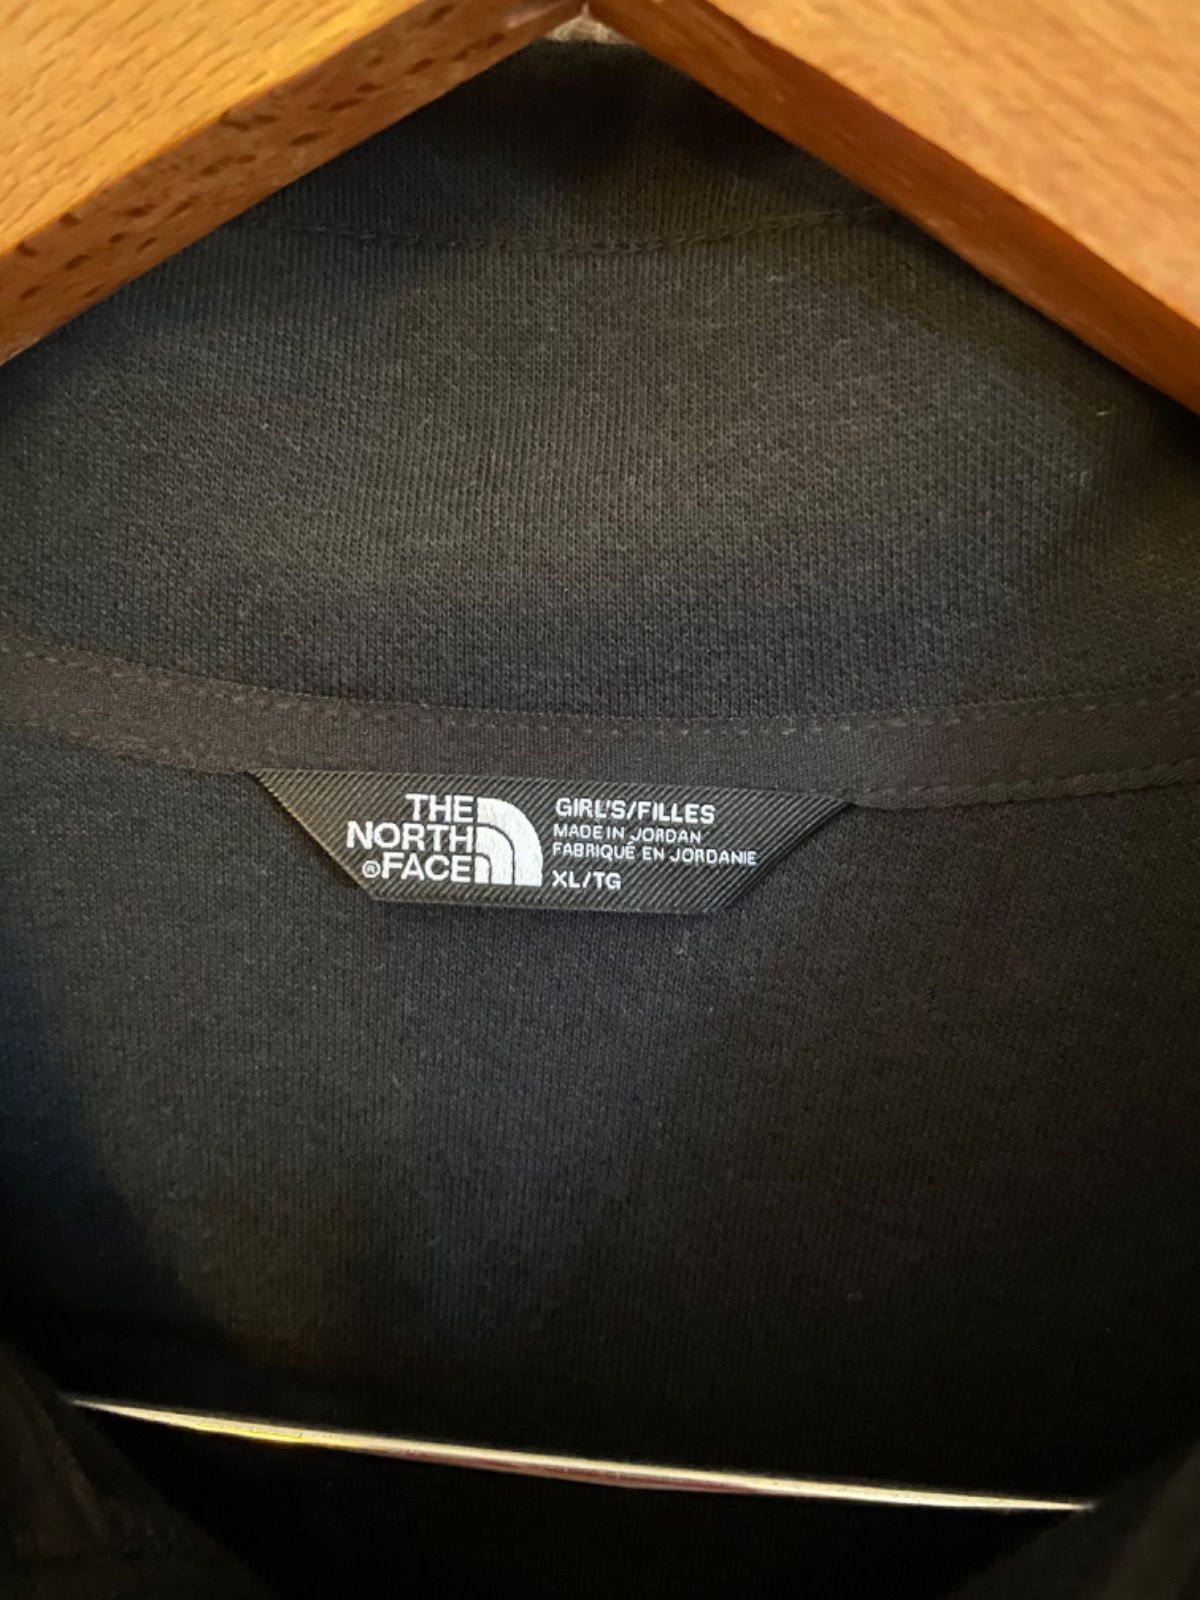 THE
NORTH
®FACE
GIRL'S/FILLES
MADE IN JORDAN
FABRIQUÉ EN JORDANIE
XL/TG